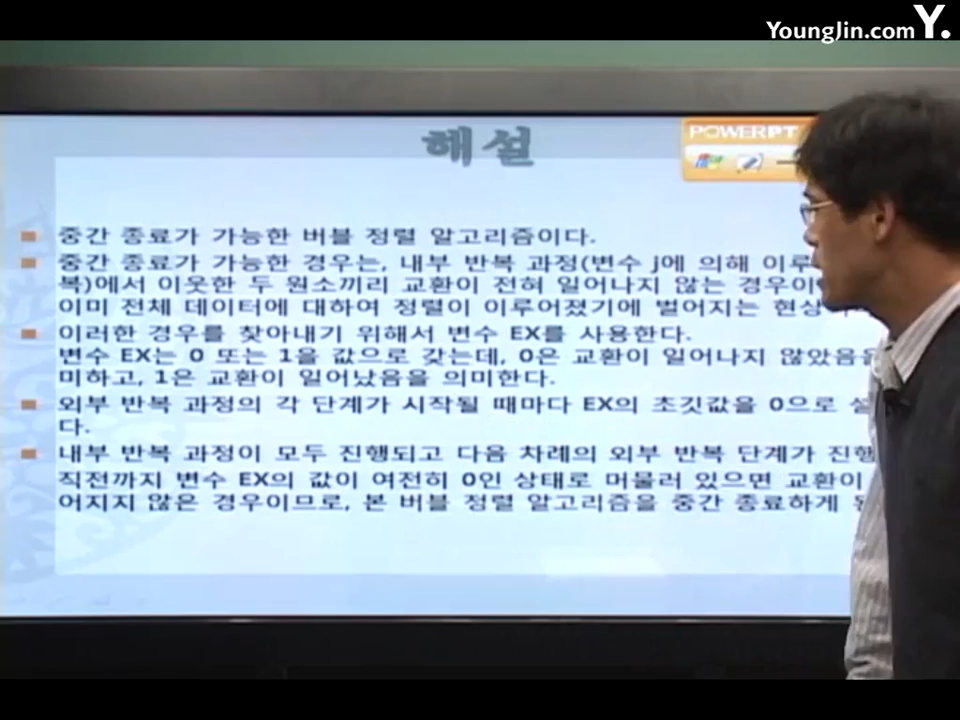 YoungJin.com Y.
해설
POWERPT
중간 종료가 가능한 버블 정렬 알고리즘이다.
중간 종료가 가능한 경우는, 내부 반복 과정(변수 j에 의해
복)에서 이웃한 두 원소끼리 교환이 전혀 일어나지 않는
이미 전체 데이터에 대하여 정렬이 이루어졌기에 벌어지는
이러한 경우를 찾아내기 위해서 변수 EX를 사용한다.
변수 EX는 0 또는 1을 값으로 갖는데, 0은 교환이 일어나지 않았음을
미하고, 1은 교환이 일어났음을 의미한다.
외부 반복 과정의 각 단계가 시작될 때마다 EX의 초깃값을 0으로
다.
내부 반복 과정이 모두 진행되고 다음 차례의 외부 반복 단계가 진행
직전까지 변수 EX의 값이 여전히 0인 상태로 머물러 있으면 교환이
어지지 않은 경우이므로, 본 버블 정렬 알고리즘을 중간 종료하게